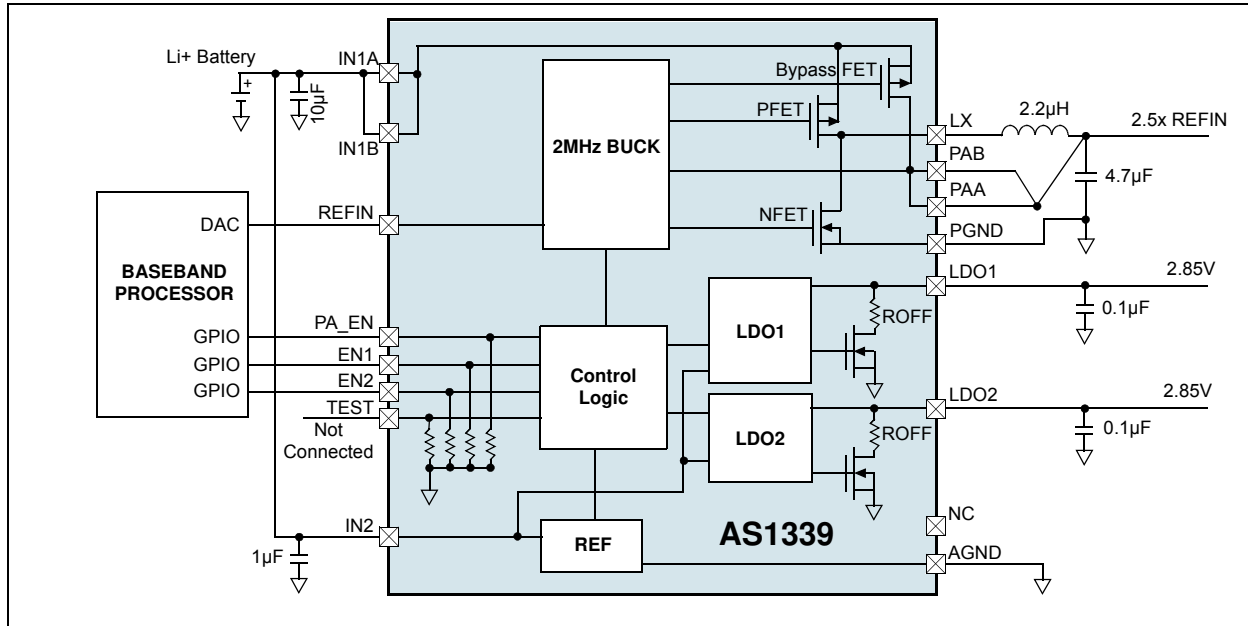 Li+ Battery
+
10µF
IN1A
IN1B
Bypass FET
PFET
2MHz BUCK
LX
2.2µH
2.5x REFIN
PAB
PAA
4.7µF
DAC
REFIN
NFET
PGND
BASEBAND
PROCESSOR
LDO1
2.85V
0.1µF
ROFF
LDO1
GPIO
PA_EN
GPIO
EN1
GPIO
EN2
TEST
Not
Connected
Control
Logic
LDO2
2.85V
0.1µF
ROFF
LDO2
NC
IN2
1µF
REF
AS1339
AGND